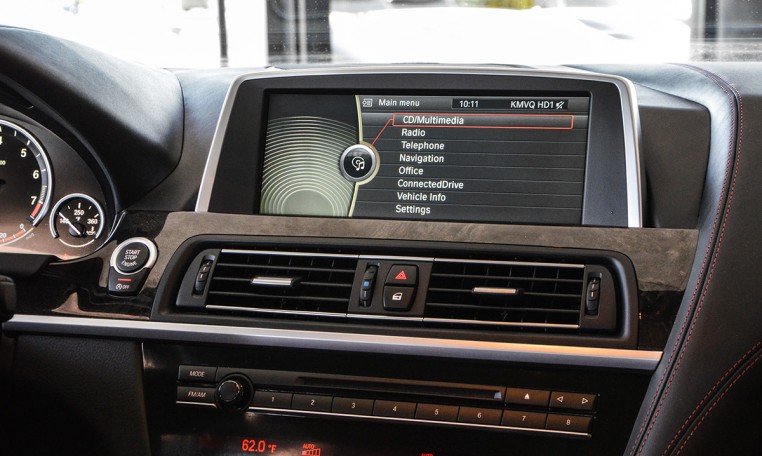 Main menu 10:11 KMVQ HD1
CD/Multimedia
Radio
Telephone
Navigation
Office
ConnectedDrive
Vehicle Info
Settings
4
5
6
7
250
°F
360
START
STOP
OFF
MODE
FM/AM
1 2 3 4 5 6 7 8
62.0 °F
AUTO